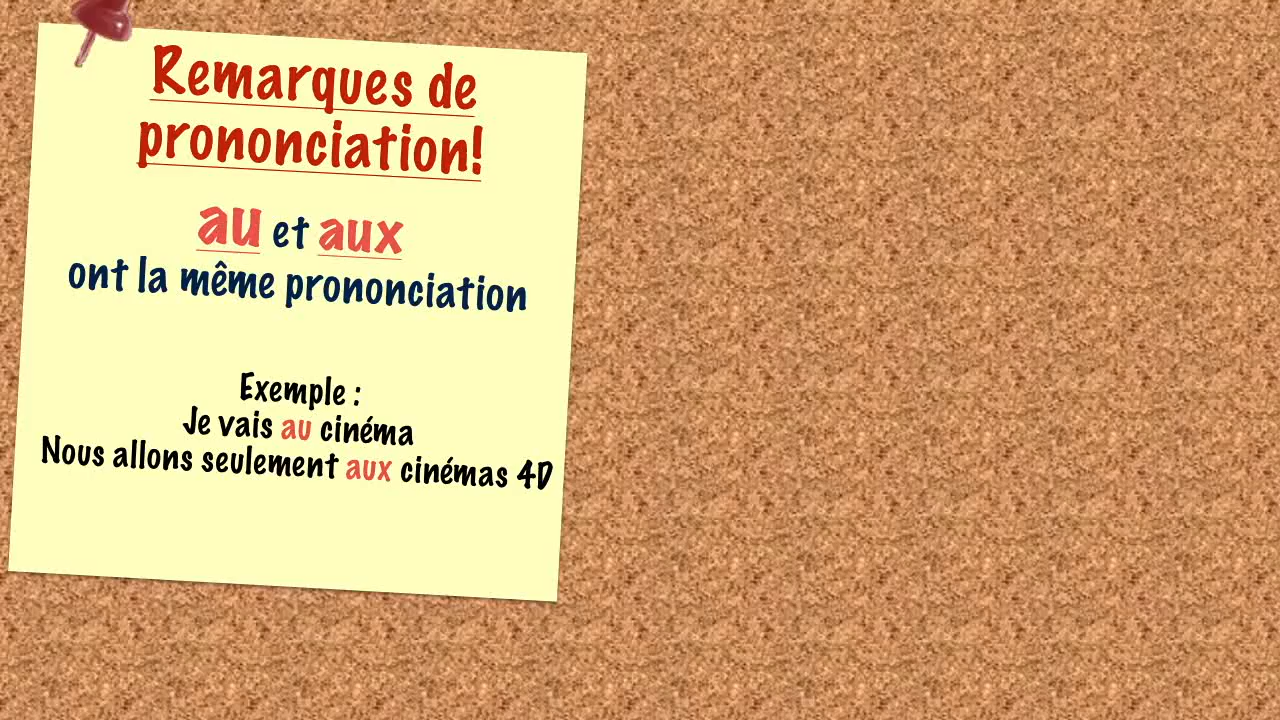 Remarques de
prononciation!
au et aux
ont la même prononciation
Exemple :
Je vais au cinéma
Nous allons seulement aux cinémas 4D